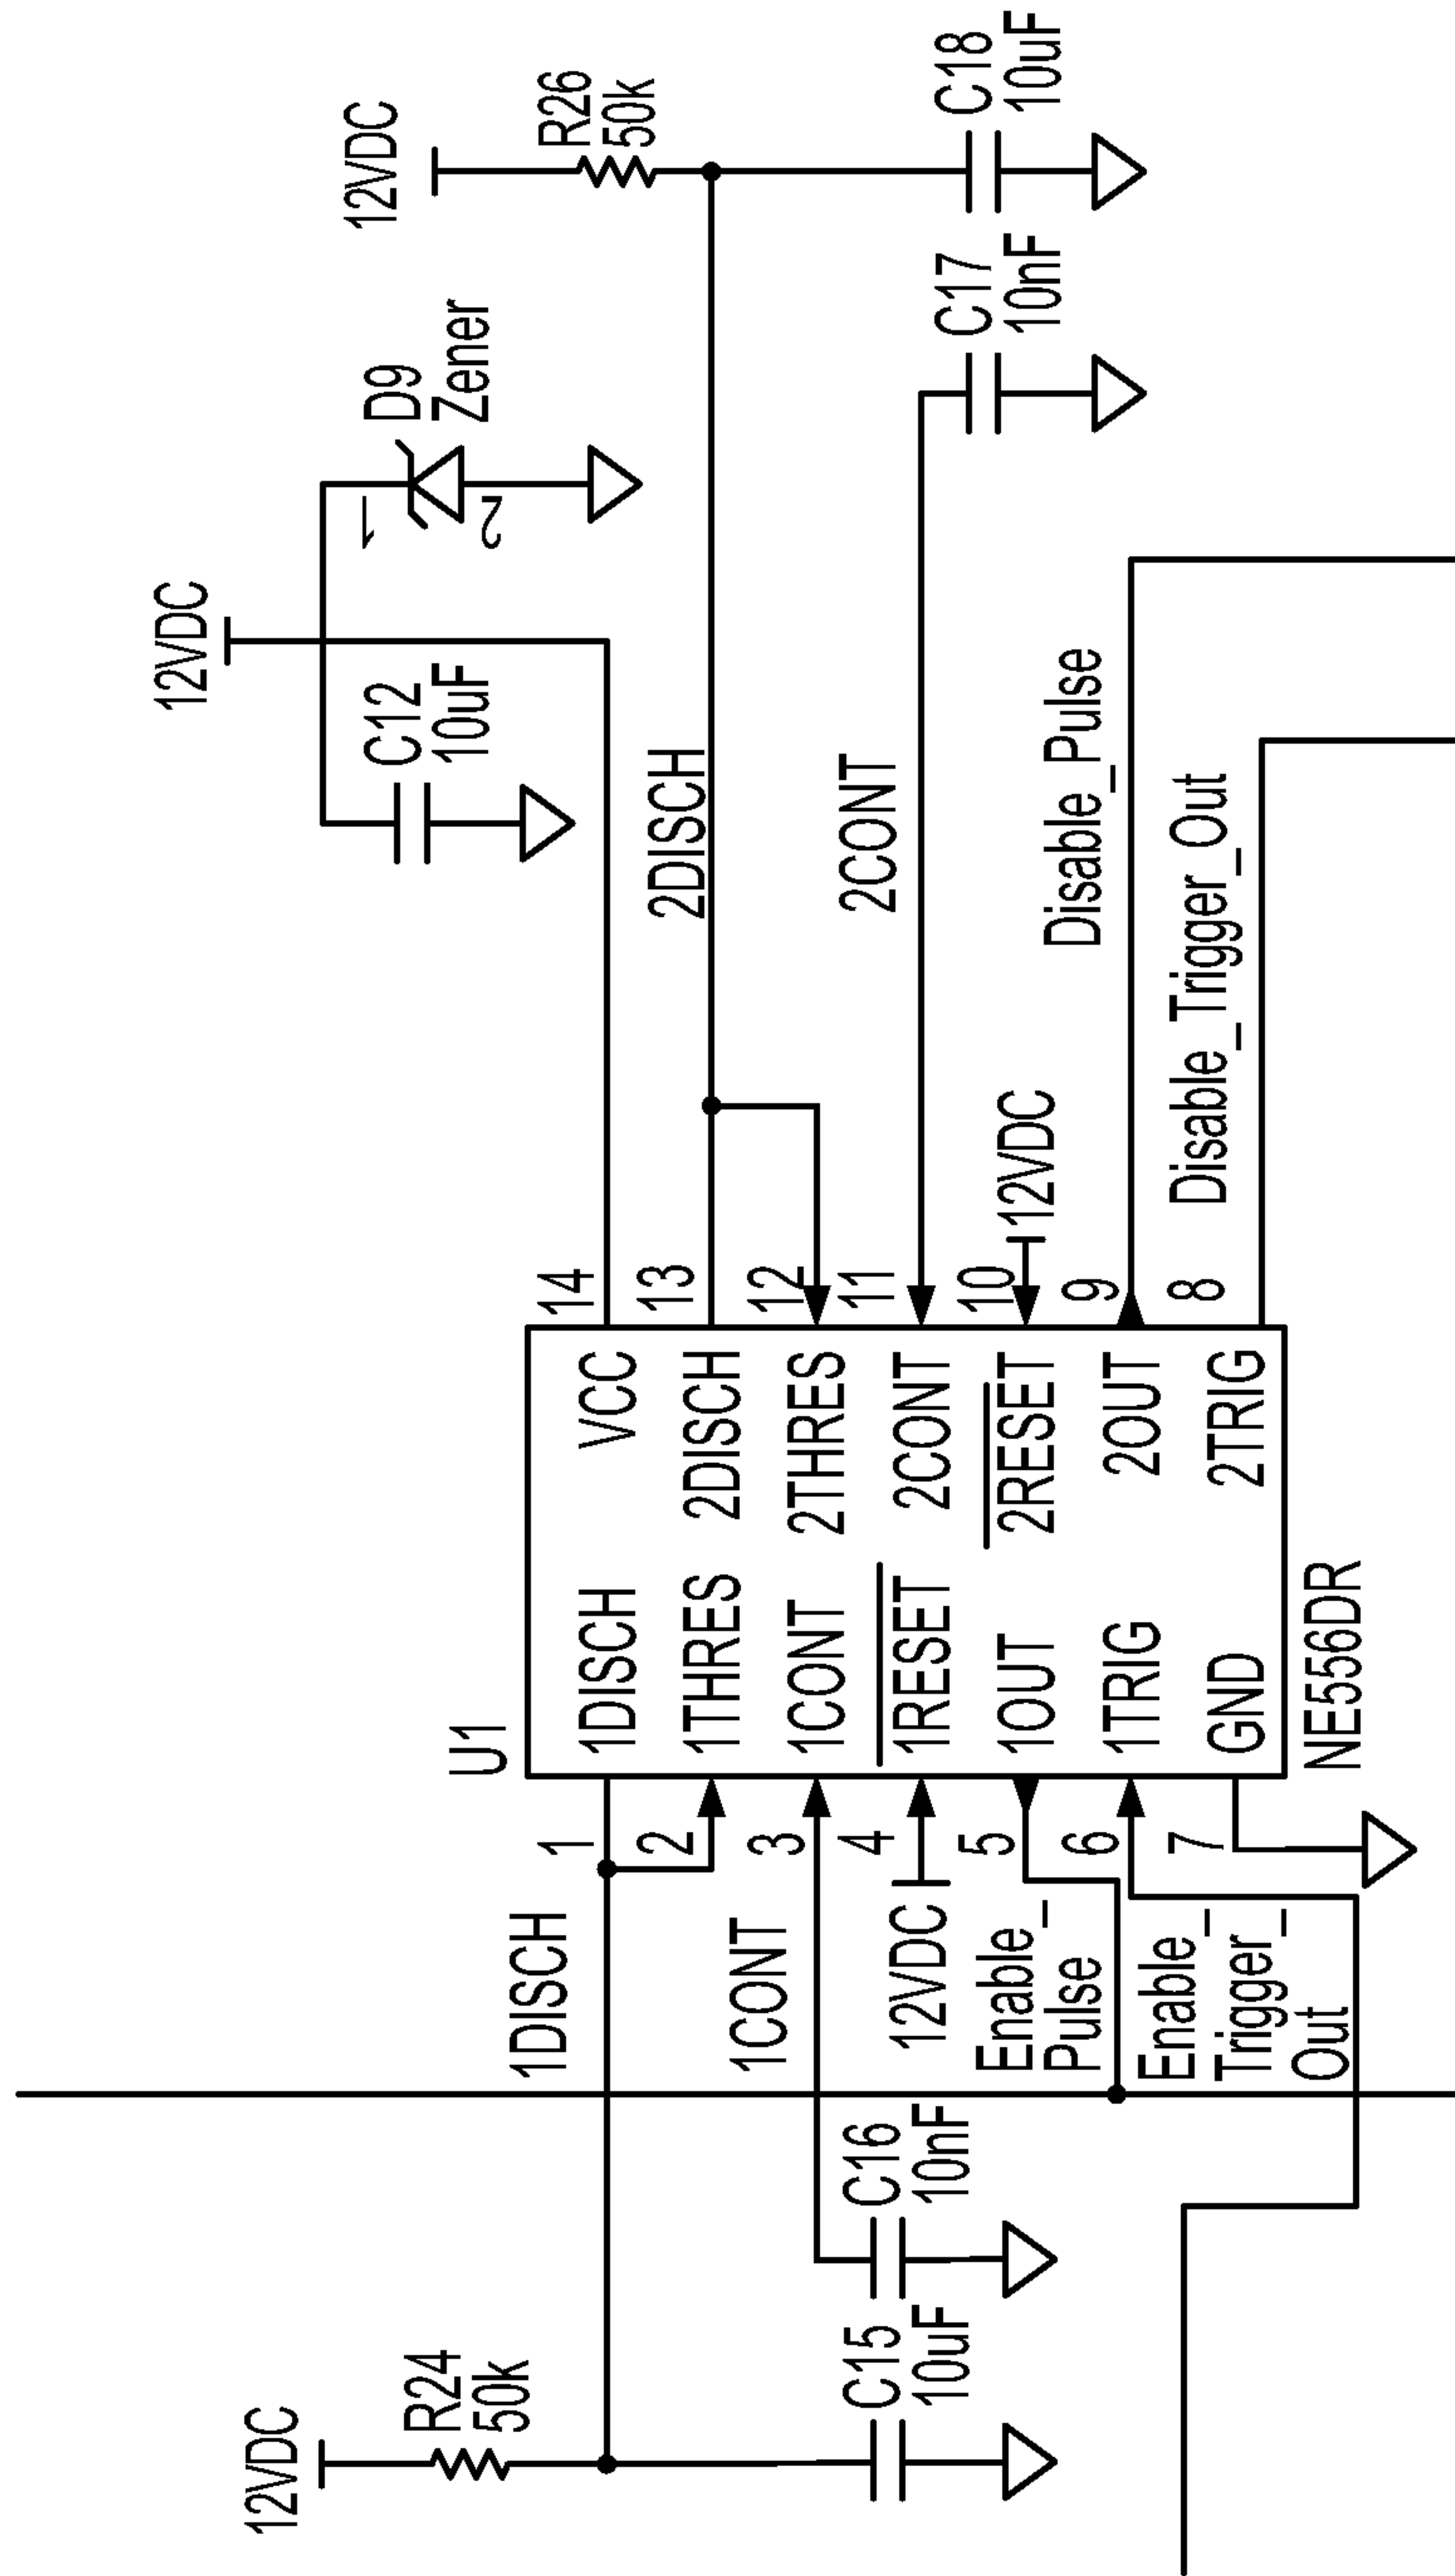 12VDC
R24
50k
C15
10uF
C16
10nF
1DISCH
1CONT
12VDC
Enable_
Pulse
Enable_
Trigger_
Out
1
2
3
4
5
6
7
U1
1DISCH
1THRES
1CONT
1RESET
1OUT
1TRIG
GND
VCC
2DISCH
2THRES
2CONT
2RESET
2OUT
2TRIG
NE556DR
14
13
12
11
10
9
8
12VDC
12VDC
C12
10uF
1
2
D9
Zener
2DISCH
2CONT
Disable_Pulse
Disable_Trigger_Out
12VDC
R26
50k
C17
10nF
C18
10uF